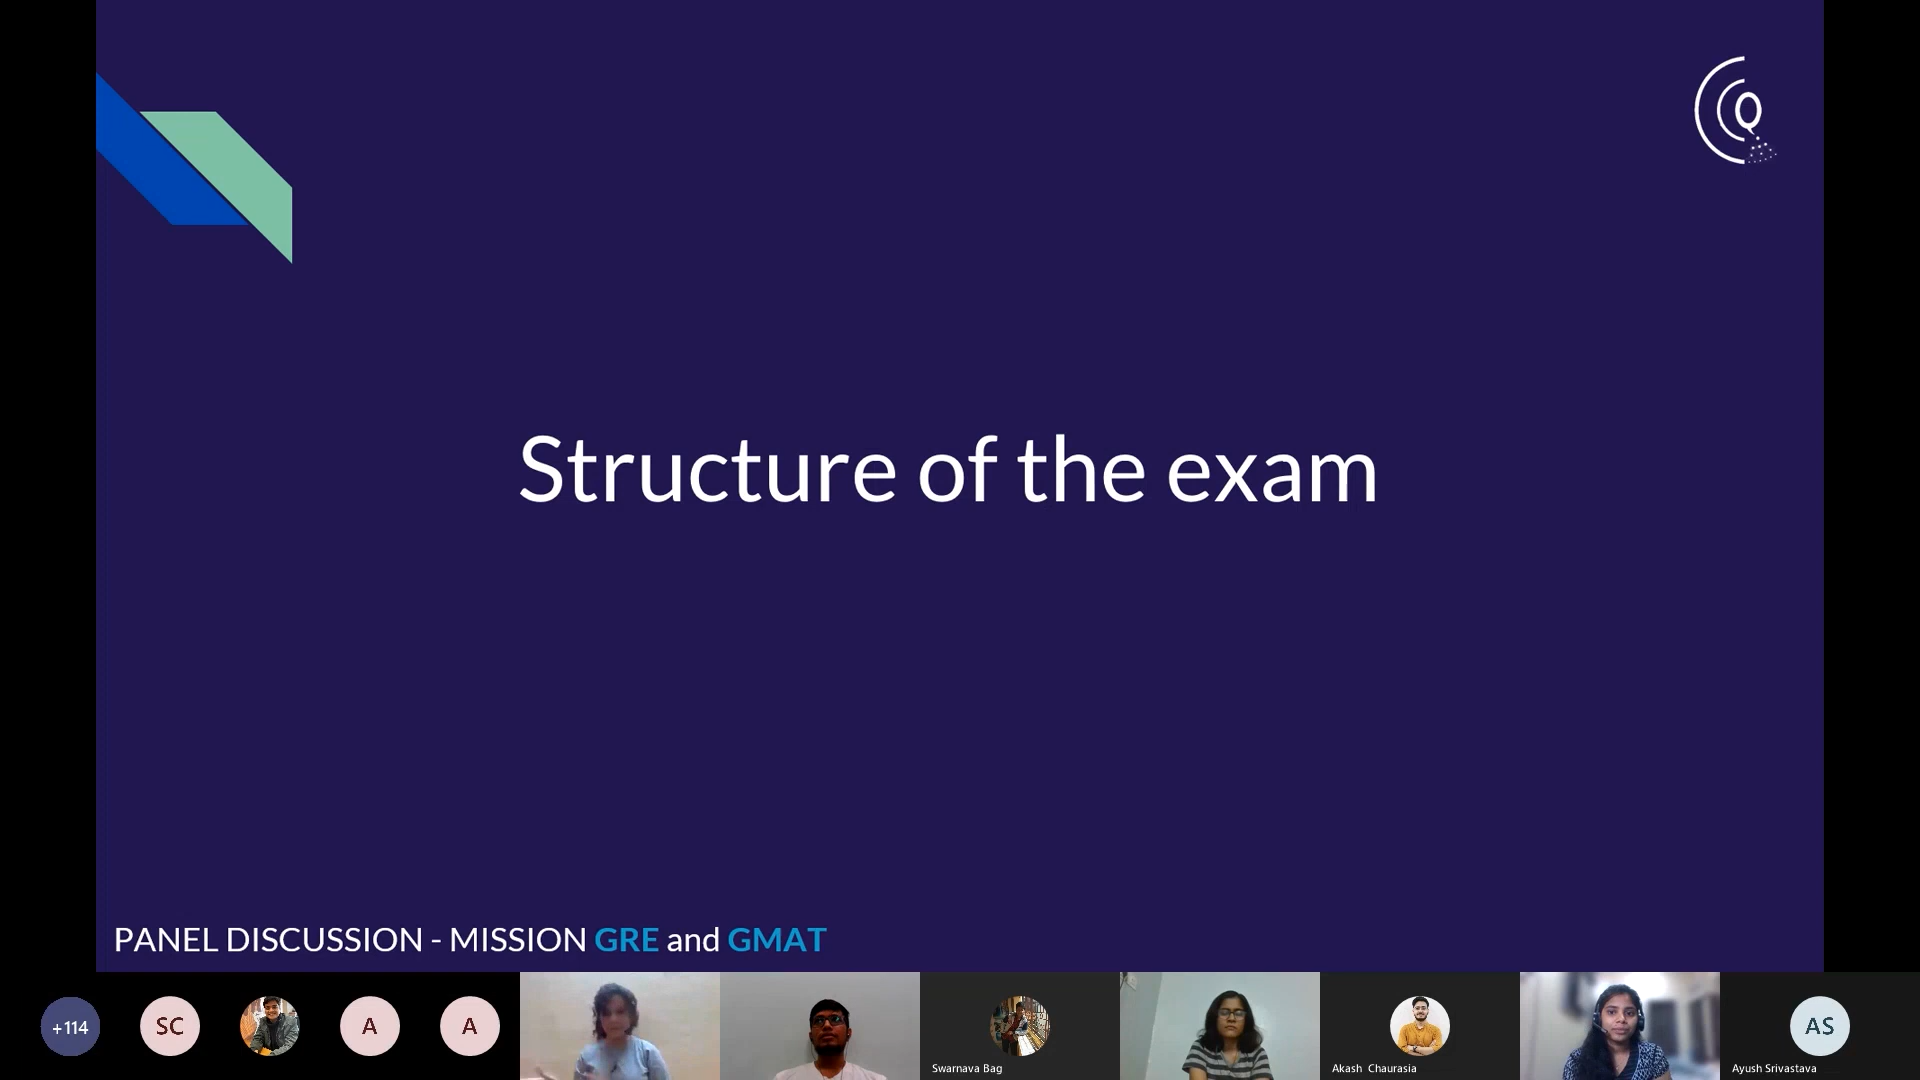 Q
Structure of the exam
PANEL DISCUSSION - MISSION GRE and GMAT
+114
SC
A
A
AS
Swarnava Bag
Akash Chaurasia
Ayush Srivastava